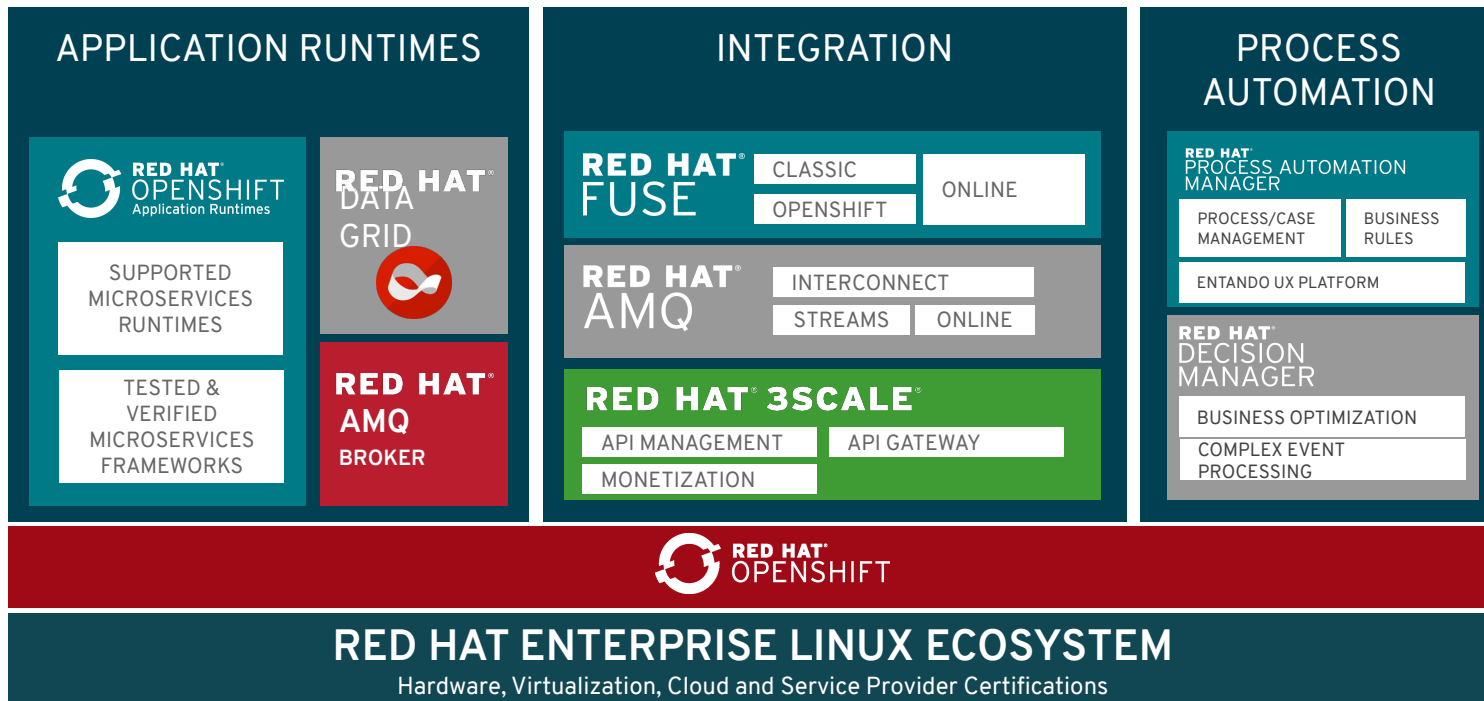 APPLICATION RUNTIMES
RED HAT®
OPENSHIFT
Application Runtimes
SUPPORTED
MICROSERVICES
RUNTIMES
TESTED &
VERIFIED
MICROSERVICES
FRAMEWORKS
RED HAT®
DATA
GRID
RED HAT®
AMQ
BROKER
INTEGRATION
RED HAT®
FUSE
CLASSIC
OPENSHIFT
ONLINE
RED HAT®
AMQ
INTERCONNECT
STREAMS
ONLINE
RED HAT® 3SCALE®
API MANAGEMENT
API GATEWAY
MONETIZATION
PROCESS
AUTOMATION
RED HAT®
PROCESS AUTOMATION
MANAGER
PROCESS/CASE
MANAGEMENT
BUSINESS
RULES
ENTANDO UX PLATFORM
RED HAT®
DECISION
MANAGER
BUSINESS OPTIMIZATION
COMPLEX EVENT
PROCESSING
RED HAT®
OPENSHIFT
RED HAT ENTERPRISE LINUX ECOSYSTEM
Hardware, Virtualization, Cloud and Service Provider Certifications